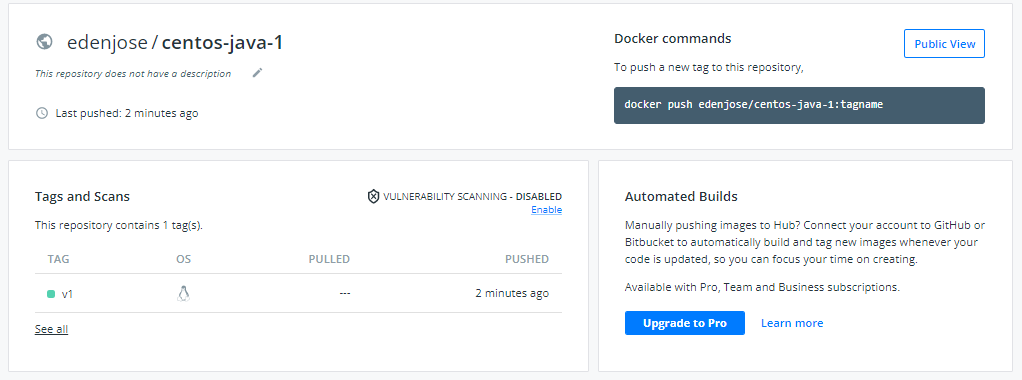 edenjose / centos-java-1
This repository does not have a description
Last pushed: 2 minutes ago
Docker commands
Public View
To push a new tag to this repository,
docker push edenjose/centos-java-1:tagname
Tags and Scans
VULNERABILITY SCANNING - DISABLED
Enable
This repository contains 1 tag(s).
TAG OS PULLED PUSHED
v1 --- 2 minutes ago
See all
Automated Builds
Manually pushing images to Hub? Connect your account to GitHub or
Bitbucket to automatically build and tag new images whenever your
code is updated, so you can focus your time on creating.
Available with Pro, Team and Business subscriptions.
Upgrade to Pro Learn more